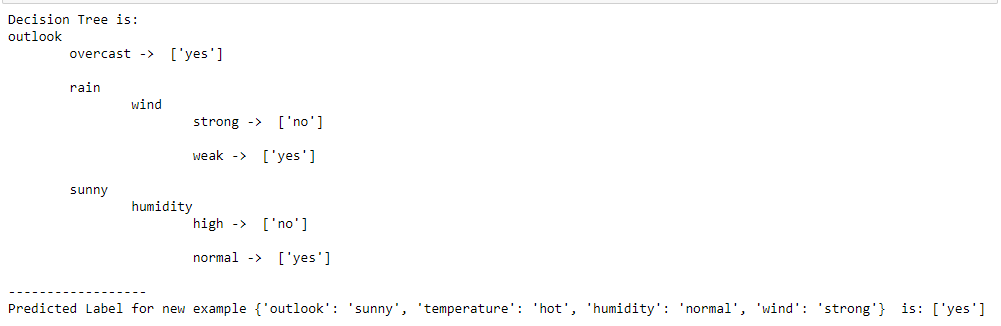 Decision Tree is:
outlook
overcast ->  ['yes']
rain
wind
strong ->  ['no']
weak ->  ['yes']
sunny
humidity
high ->  ['no']
normal ->  ['yes']
------------------
Predicted Label for new example {'outlook': 'sunny', 'temperature': 'hot', 'humidity': 'normal', 'wind': 'strong'}  is: ['yes']